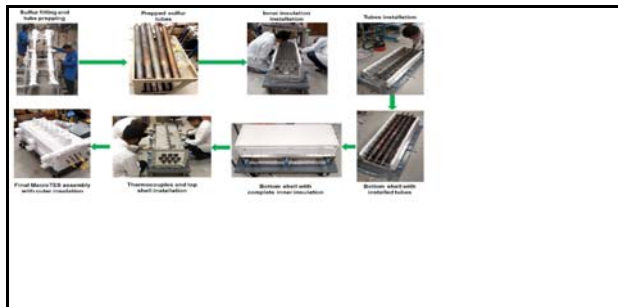 Sulfur filling and
tube prepping
Prepped sulfur
tubes
Inner insulation
installation
Tubes installation
Final MacroTES assembly
with outer insulation
Thermocouples and top
shell installation
Bottom shell with
complete inner insulation
Bottom shell with
installed tubes